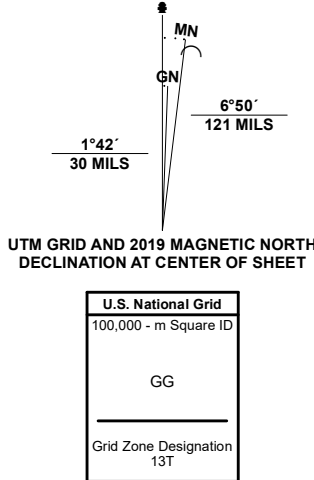 MN
GN
6°50´
121 MILS
1°42´
30 MILS
UTM GRID AND 2019 MAGNETIC NORTH
DECLINATION AT CENTER OF SHEET
U.S. National Grid
100,000 - m Square ID
GG
Grid Zone Designation
13T